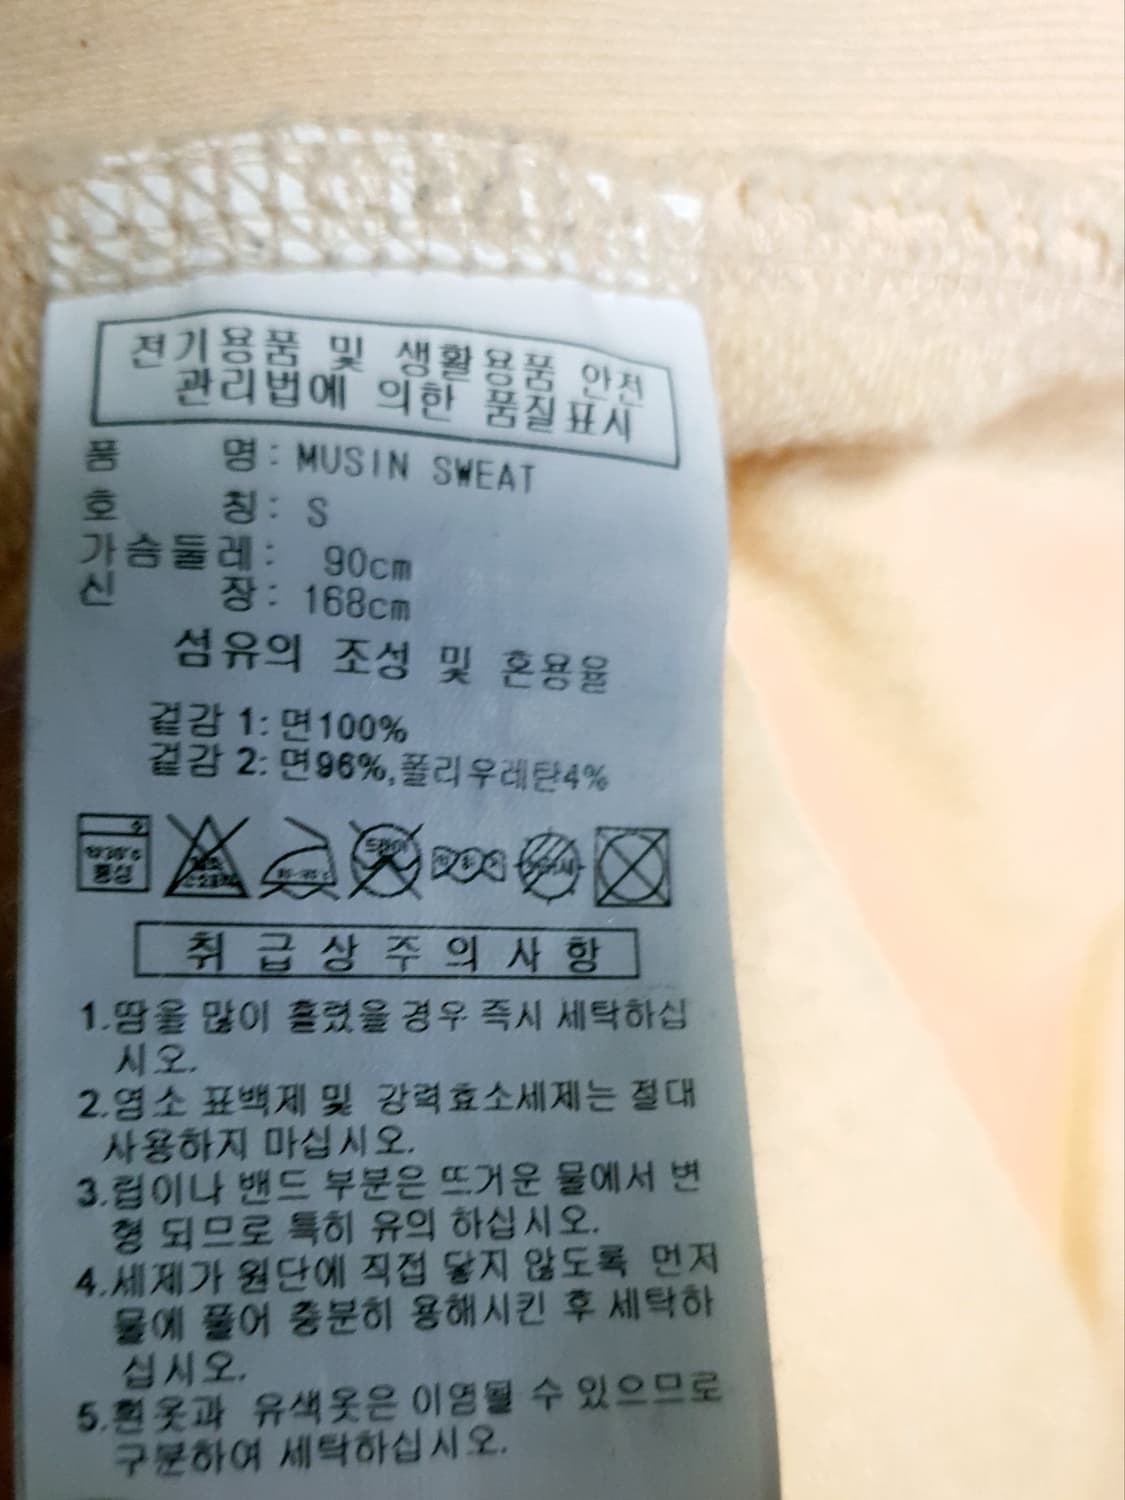 전기용품 및 생활용품 안전
관리법에 의한 품질표시
품 명: MUSIN SWEAT
호 칭: S
가슴둘레: 90cm
신 장: 168cm
섬유의 조성 및 혼용율
겉감 1: 면100%
겉감 2: 면96%,폴리우레탄4%
중성 드라이
취급상주의사항
1.땀을 많이 흘렸을 경우 즉시 세탁하십
시오.
2.염소 표백제 및 강력효소세제는 절대
사용하지 마십시오.
3.립이나 밴드 부분은 뜨거운 물에서 변
형 되므로 특히 유의 하십시오.
4.세제가 원단에 직접 닿지 않도록 먼저
물에 풀어 충분히 용해시킨 후 세탁하
십시오.
5.흰옷과 유색옷은 이염될 수 있으므로
구분하여 세탁하십시오.